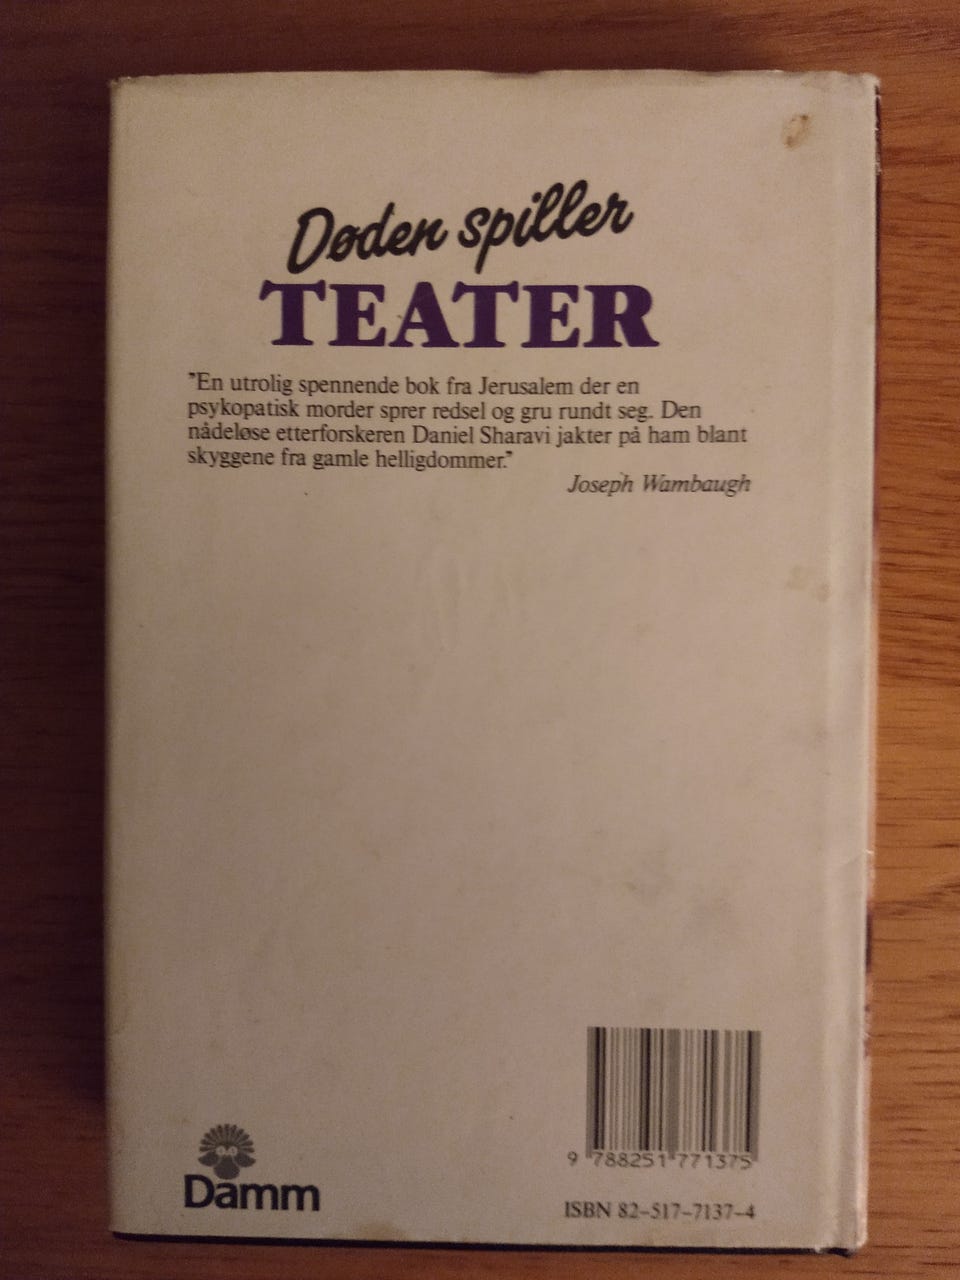 Døden spiller
TEATER
"En utrolig spennende bok fra Jerusalem der en
psykopatisk morder sprer redsel og gru rundt seg. Den
nådeløse etterforskeren Daniel Sharavi jakter på ham blant
skyggene fra gamle helligdommer."
Joseph Wambaugh
9 788251 771375
Damm
ISBN 82-517-7137-4